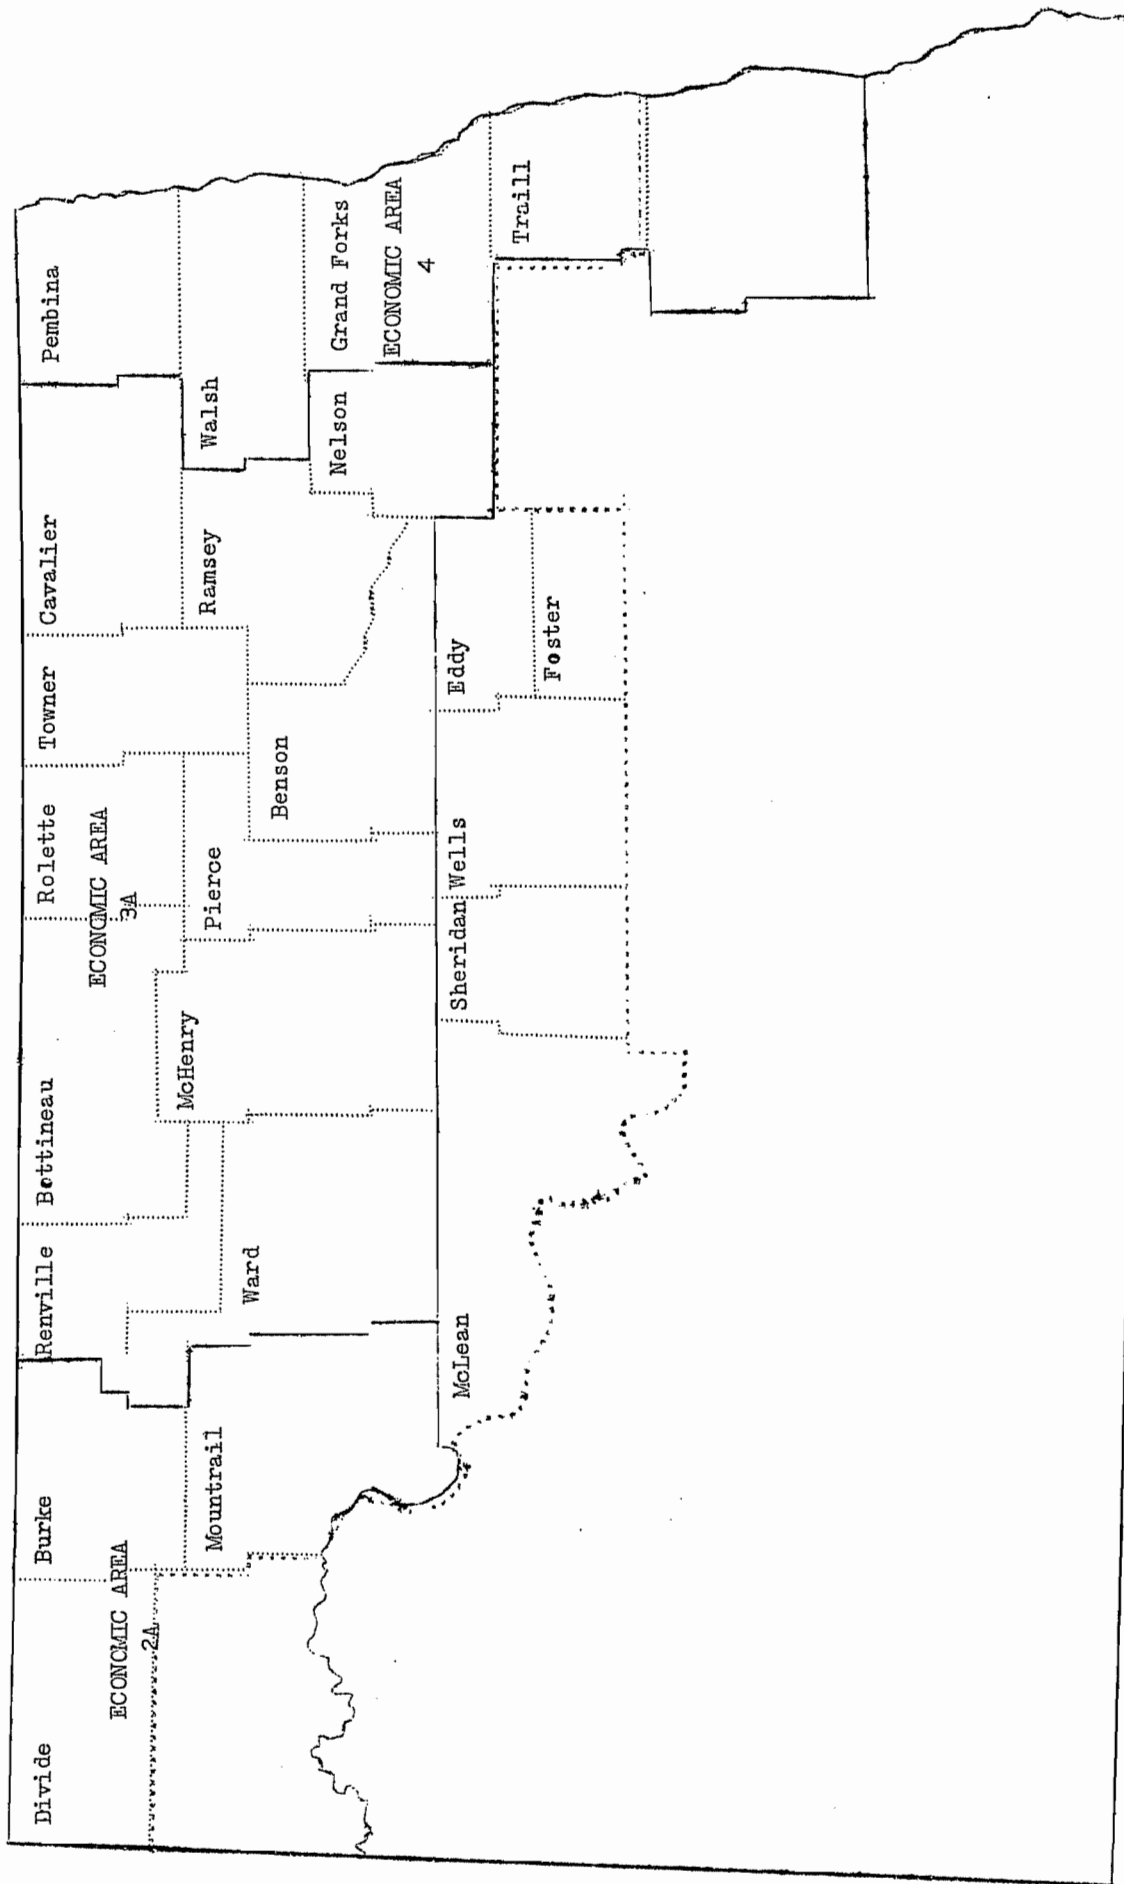 Divide
Burke
Renville
Bottineau
Rolette
Towner
Cavalier
Pembina
ECONOMIC AREA
2A
ECONOMIC AREA
3A
Mountrail
Ward
McHenry
Pierce
Benson
Ramsey
Walsh
Nelson
Grand Forks
ECONOMIC AREA
4
McLean
Sheridan
Wells
Eddy
Foster
Traill